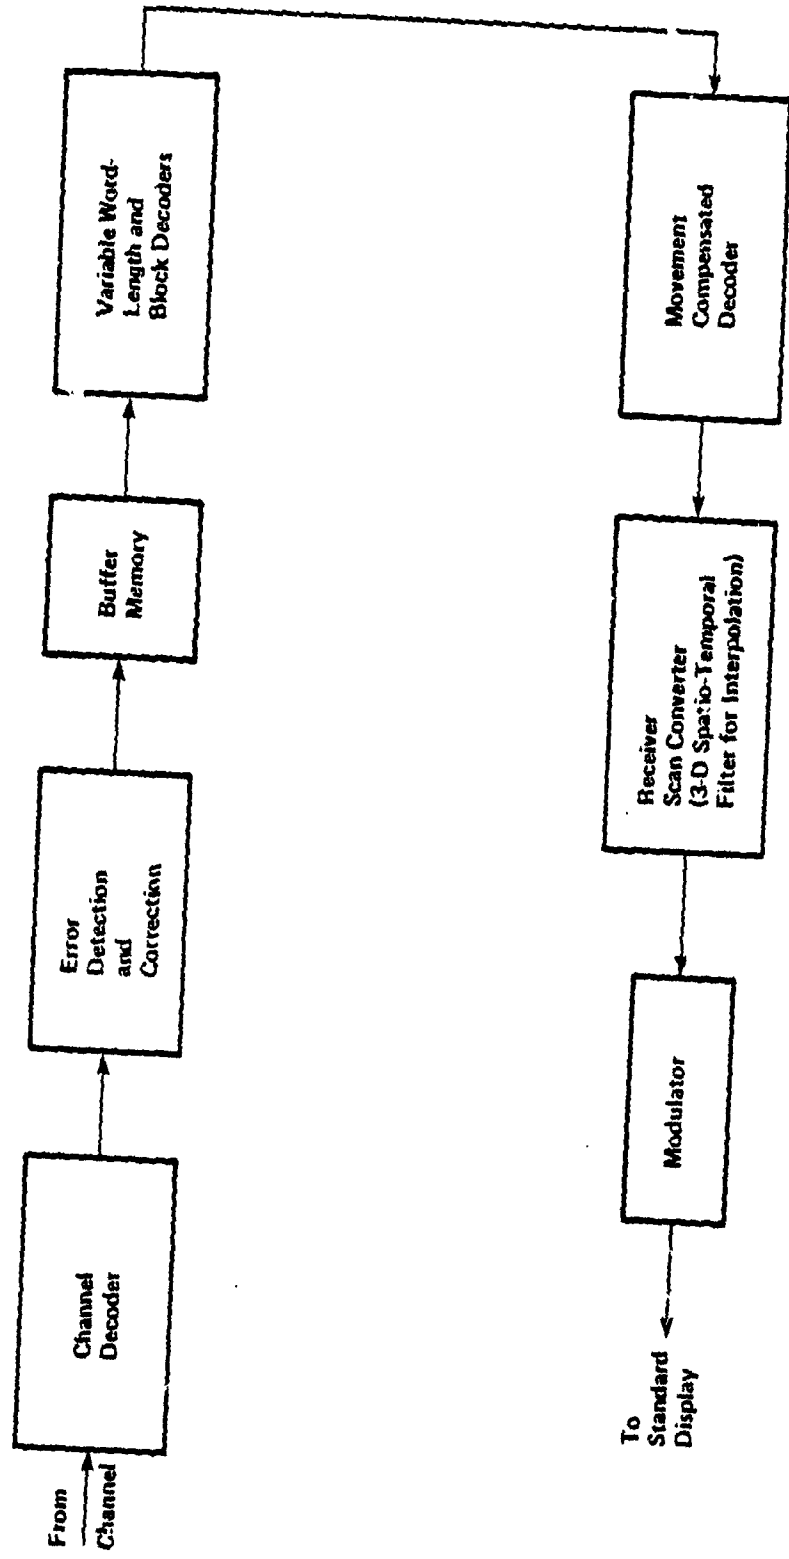 From
Channel
Channel
Decoder
Error
Detection
and
Correction
Buffer
Memory
Variable Word-
Length and
Block Decoders
Movement
Compensated
Decoder
Receiver
Scan Converter
(3-D Spatio-Temporal
Filter for Interpolation)
Modulator
To
Standard
Display